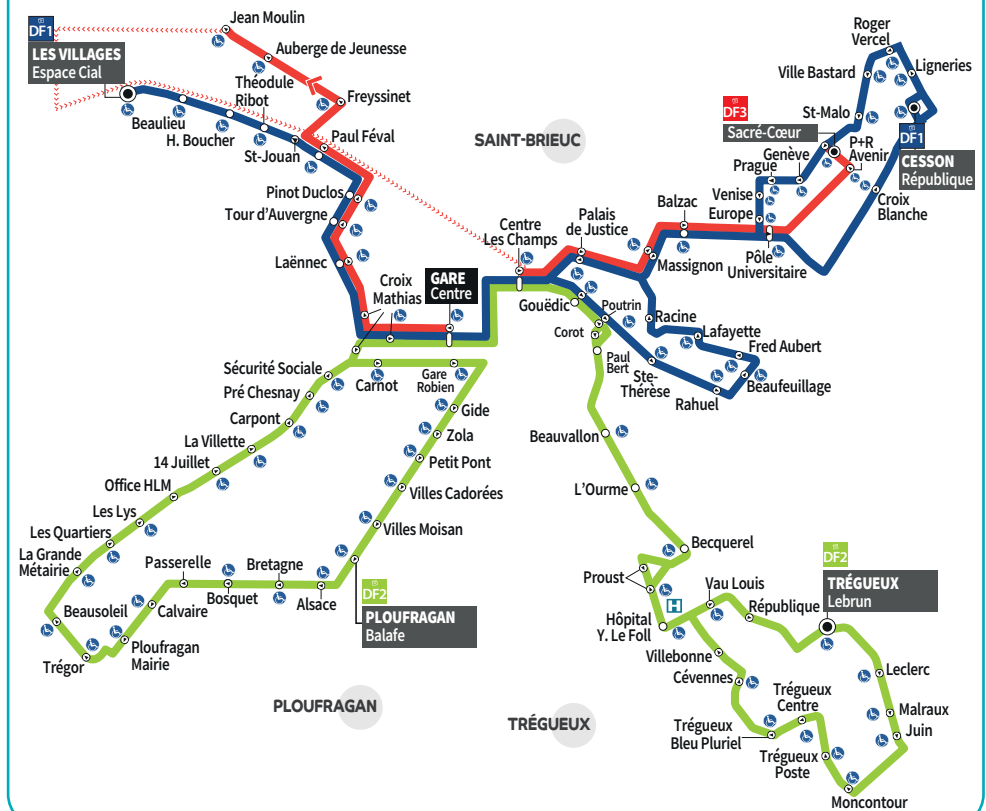 Jean Moulin
DF1
LES VILLAGES
Espace Cial
Auberge de Jeunesse
Théodule
Ribot
Freyssinet
Beaulieu
H. Boucher
St-Jouan
Paul Féval
Pinot Duclos
Tour d'Auvergne
Laënnec
Croix
Mathias
GARE
Centre
SAINT-BRIEUC
Centre
Les Champs
Palais
de Justice
Balzac
Massignon
Roger
Vercel
Ligneries
Ville Bastard
St-Malo
DF3
Sacré-Cœur
DF1
CESSON
République
P+R
Avenir
Genève
Prague
Venise
Europe
Croix
Blanche
Pôle
Universitaire
Gouëdic
Poutrin
Corot
Paul
Bert
Racine
Lafayette
Fred Aubert
Beaufeuillage
Ste-
Thérèse
Rahuel
Sécurité Sociale
Carnot
Gare
Robien
Pré Chesnay
Carpont
La Villette
14 Juillet
Office HLM
Les Lys
Les Quartiers
La Grande
Métairie
Beausoleil
Trégor
Ploufragan
Mairie
Calvaire
Passerelle
Bosquet
Bretagne
Alsace
Gide
Zola
Petit Pont
Villes Cadorées
Villes Moisan
DF2
PLOUFRAGAN
Balafe
Beauvallon
L'Ourme
Becquerel
Proust
H
Hôpital
Y. Le Foll
Vau Louis
République
DF2
TRÉGUEUX
Lebrun
Villebonne
Cévennes
Trégueux
Centre
Trégueux
Bleu Pluriel
Trégueux
Poste
Leclerc
Malraux
Juin
Moncontour
PLOUFRAGAN
TRÉGUEUX